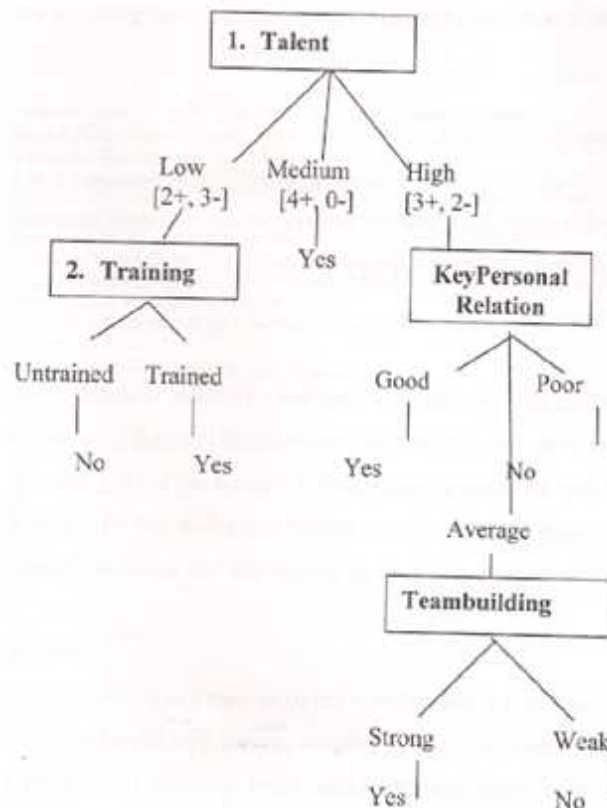 1. Talent
Low Medium High
[2+, 3-] [4+, 0-] [3+, 2-]
Yes
2. Training
KeyPersonal
Relation
Untrained Trained
Good Poor
No Yes
Yes No
Average
Teambuilding
Strong Weak
Yes No